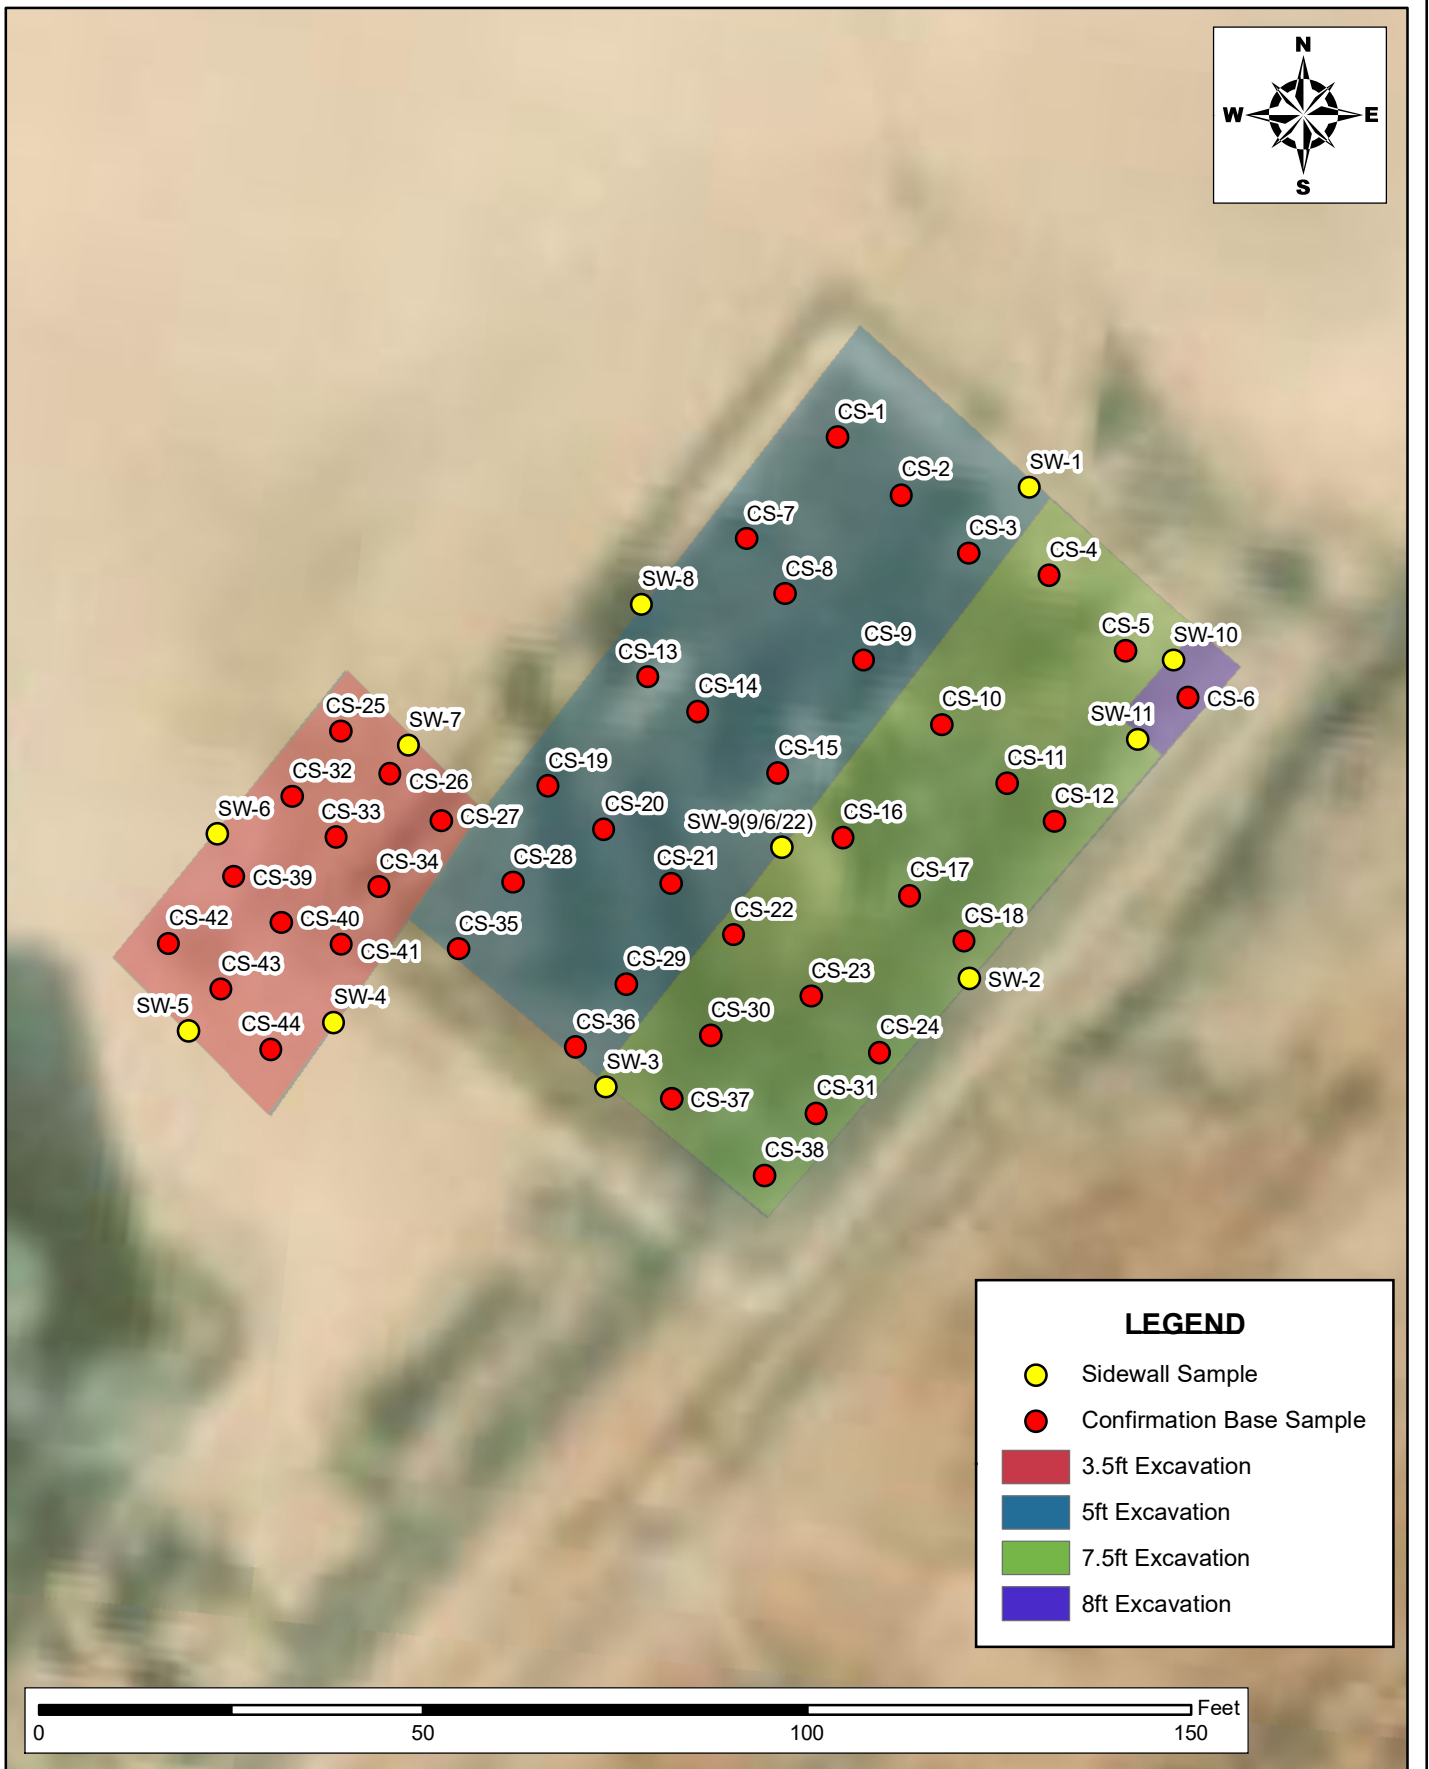 N
W E
S
CS-1
SW-1
CS-2
CS-7
CS-3
CS-4
CS-8
SW-8
CS-5
SW-10
CS-13
CS-9
CS-14
CS-6
CS-25
SW-7
CS-10
SW-11
CS-15
CS-32
CS-26
CS-19
CS-11
CS-12
SW-6
CS-33
CS-27
CS-20
SW-9(9/6/22)
CS-16
CS-34
CS-28
CS-21
CS-39
CS-17
CS-42
CS-40
CS-22
CS-18
CS-35
CS-41
CS-43
CS-29
CS-23
SW-2
SW-5
SW-4
CS-44
CS-36
CS-30
CS-24
SW-3
CS-37
CS-31
CS-38
LEGEND
Sidewall Sample
Confirmation Base Sample
3.5ft Excavation
5ft Excavation
7.5ft Excavation
8ft Excavation
Feet
0 50 100 150